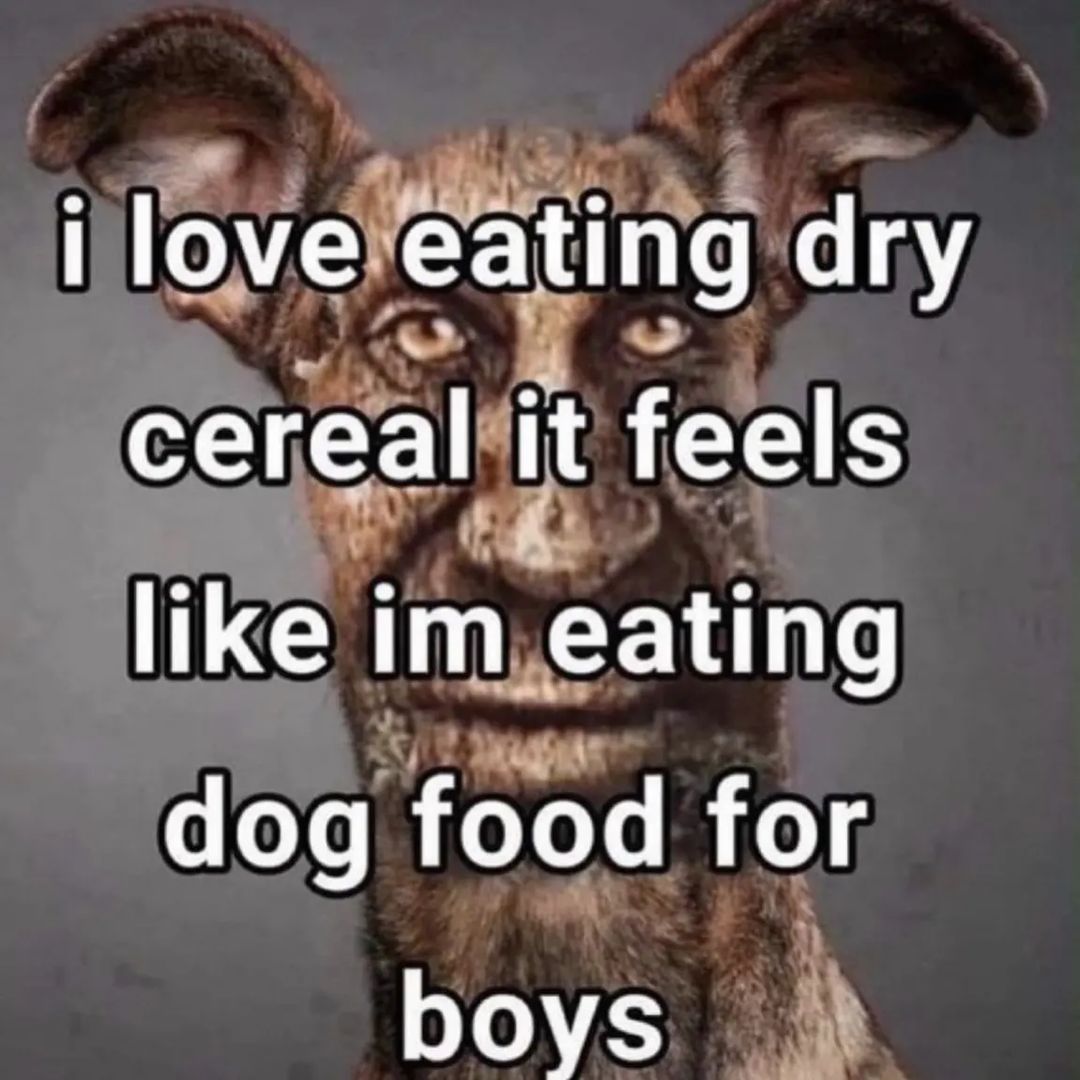 i love eating dry
cereal it feels
like im eating
dog food for
boys